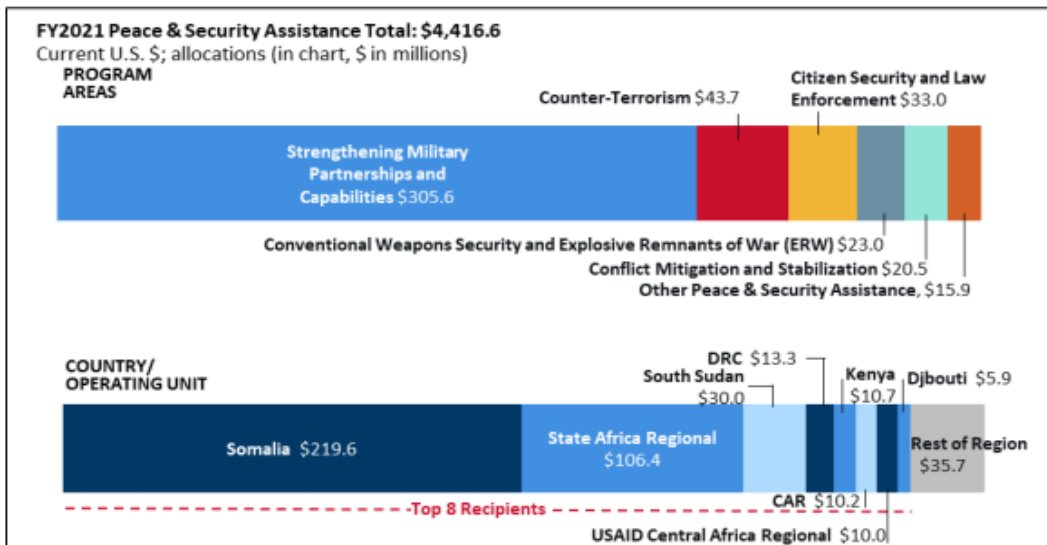 FY2021 Peace & Security Assistance Total: $4,416.6
Current U.S. $; allocations (in chart, $ in millions)
PROGRAM
AREAS
Counter-Terrorism $43.7
Citizen Security and Law
Enforcement $33.0
Strengthening Military
Partnerships and
Capabilities $305.6
Conventional Weapons Security and Explosive Remnants of War (ERW) $23.0
Conflict Mitigation and Stabilization $20.5
Other Peace & Security Assistance, $15.9
COUNTRY/
OPERATING UNIT
DRC $13.3
South Sudan
$30.0
Kenya
$10.7
Djbouti $5.9
Somalia $219.6
State Africa Regional
$106.4
Rest of Region
$35.7
Top 8 Recipients
CAR $10.2
USAID Central Africa Regional $10.0